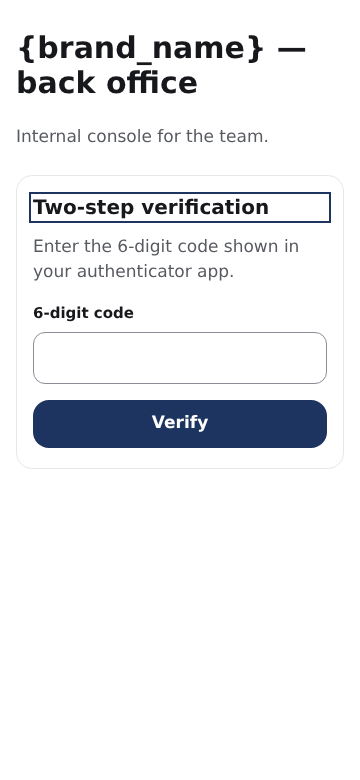 {brand_name} —
back office
Internal console for the team.
Two-step verification
Enter the 6-digit code shown in
your authenticator app.
6-digit code
Verify